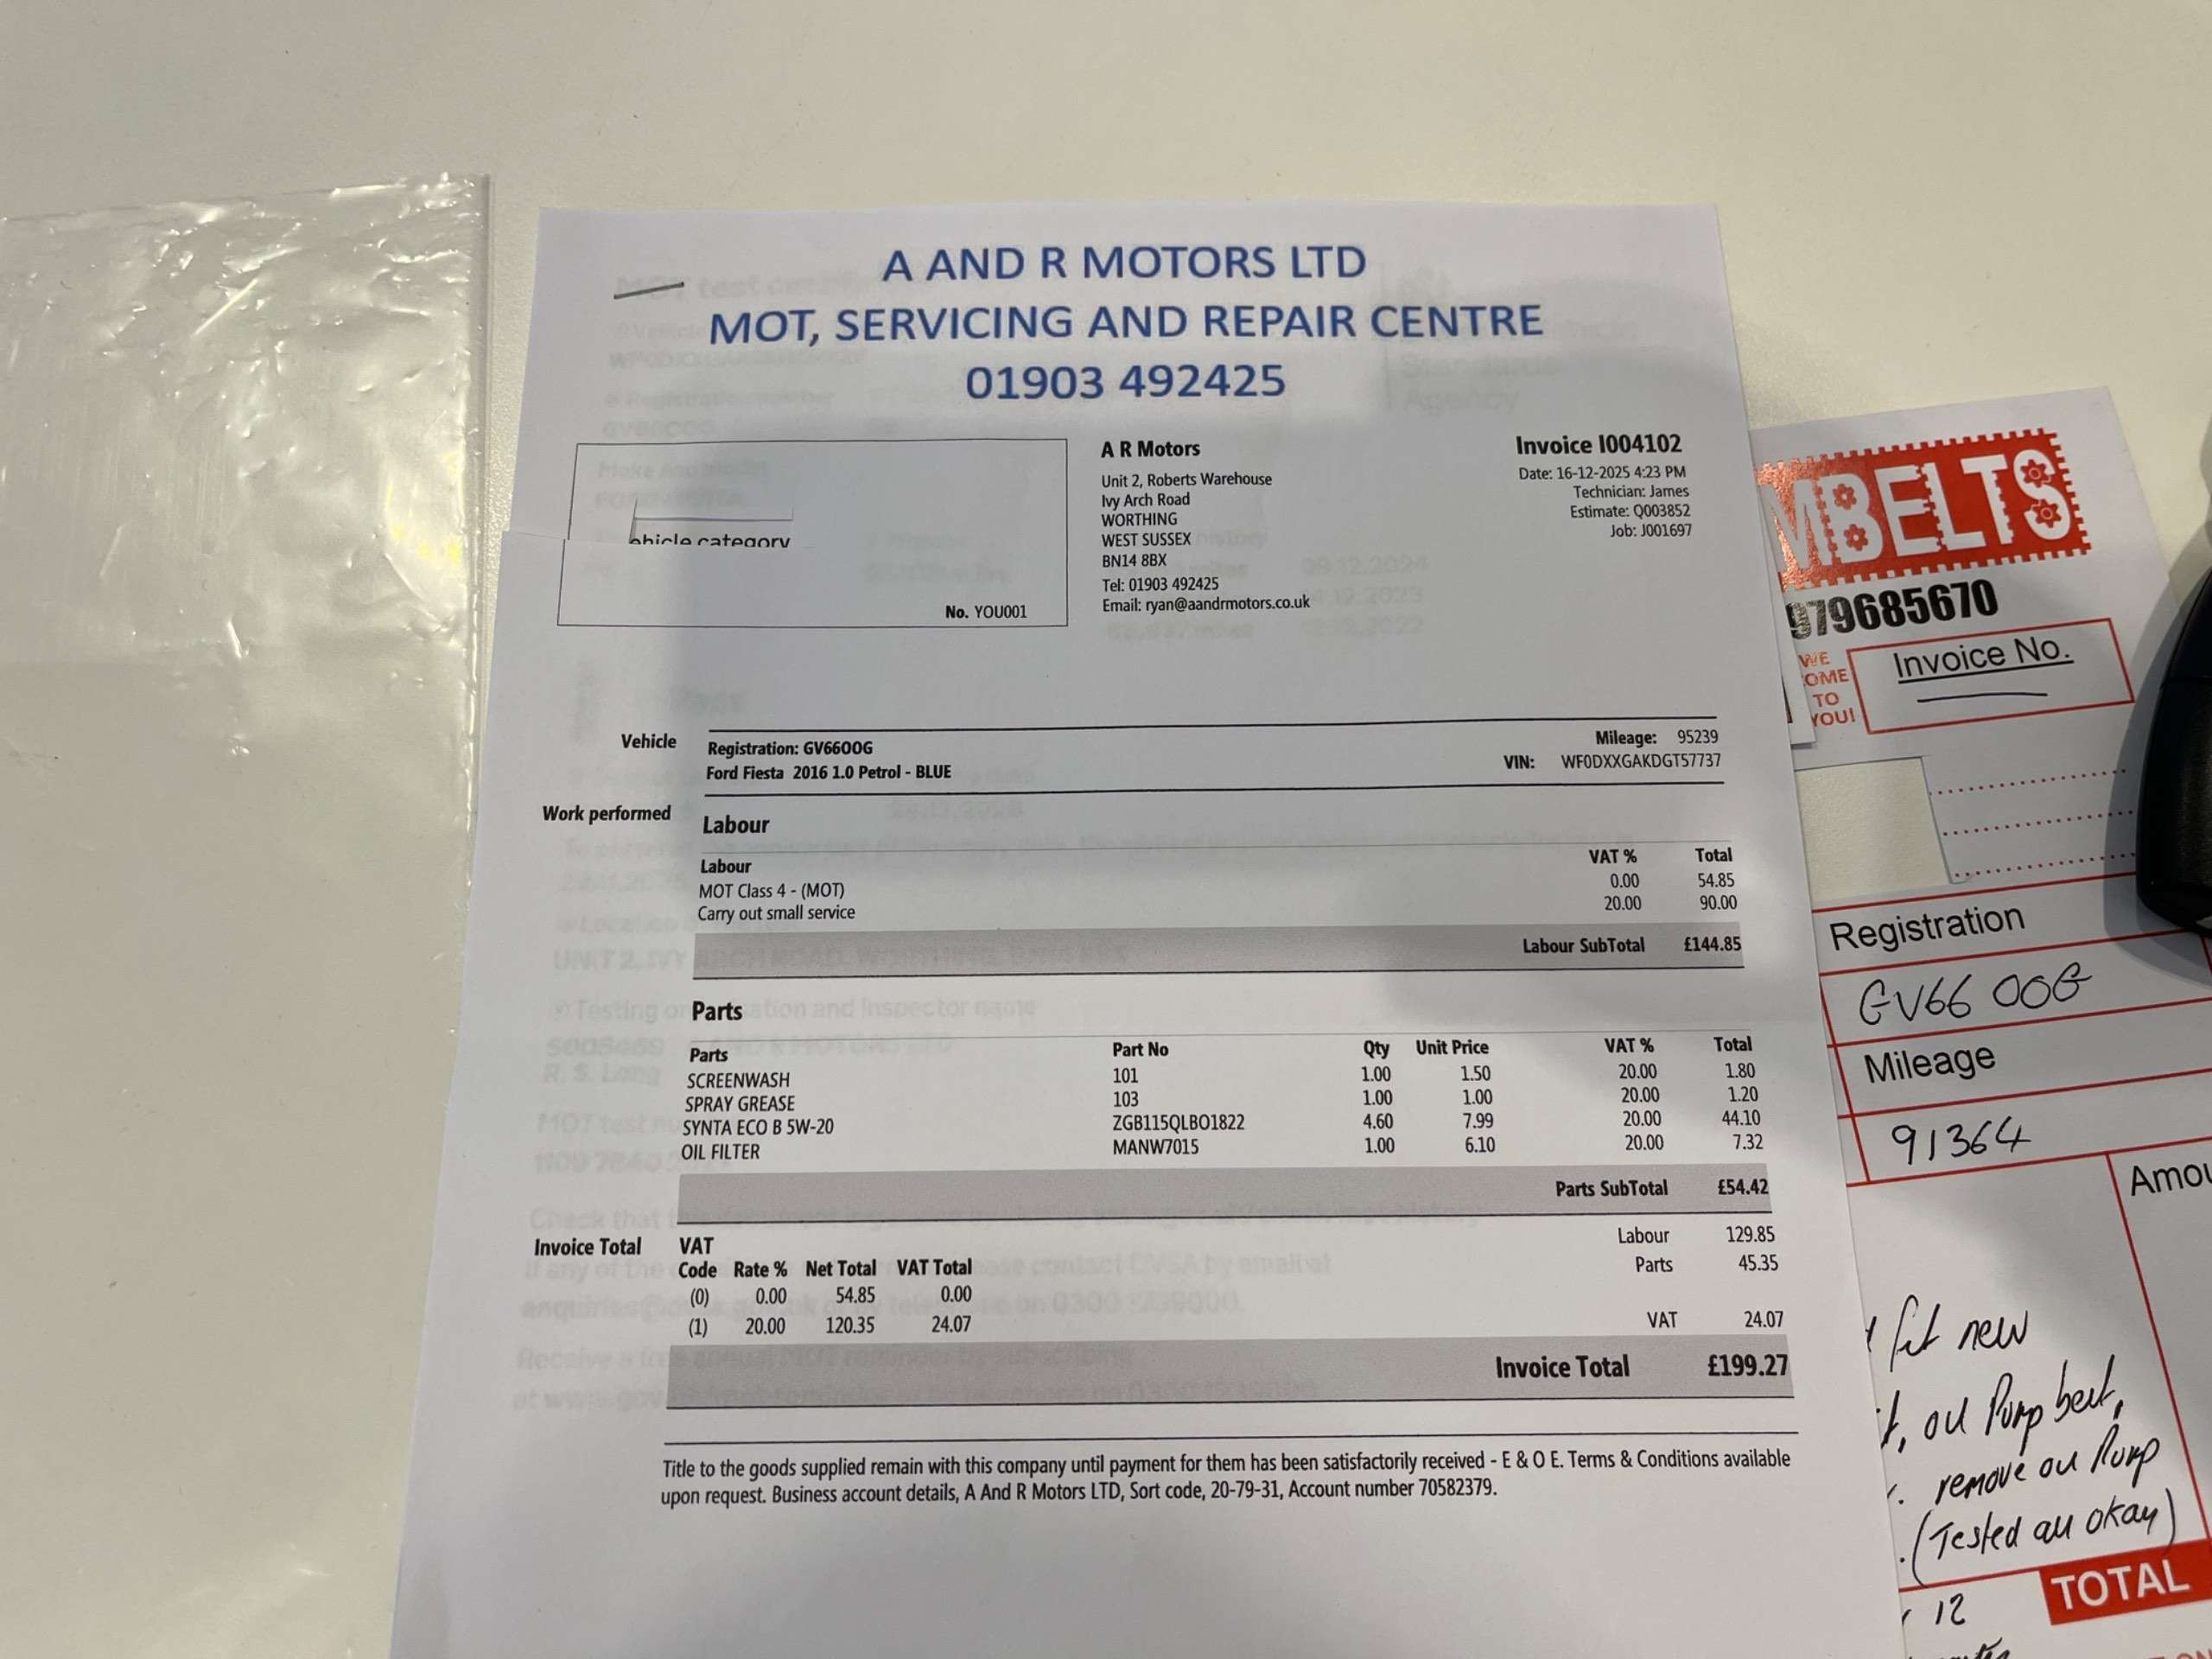 A AND R MOTORS LTD
MOT, SERVICING AND REPAIR CENTRE
01903 492425
ehicle category
No. YOU001
A R Motors
Unit 2, Roberts Warehouse
Ivy Arch Road
WORTHING
WEST SUSSEX
BN14 8BX
Tel: 01903 492425
Email: ryan@aandrmotors.co.uk
Invoice I004102
Date: 16-12-2025 4:23 PM
Technician: James
Estimate: Q003852
Job: J001697
Vehicle
Registration: GV66OOG
Ford Fiesta 2016 1.0 Petrol - BLUE
Mileage: 95239
VIN: WF0DXXGAKDGT57737
Work performed
Labour
Labour VAT % Total
MOT Class 4 - (MOT) 0.00 54.85
Carry out small service 20.00 90.00
Labour SubTotal £144.85
Parts
Parts Part No Qty Unit Price VAT % Total
SCREENWASH 101 1.00 1.50 20.00 1.80
SPRAY GREASE 103 1.00 1.00 20.00 1.20
SYNTA ECO B 5W-20 ZGB115QLBO1822 4.60 7.99 20.00 44.10
OIL FILTER MANW7015 1.00 6.10 20.00 7.32
Parts SubTotal £54.42
Invoice Total
VAT
Code Rate % Net Total VAT Total
(0) 0.00 54.85 0.00
(1) 20.00 120.35 24.07
Labour 129.85
Parts 45.35
VAT 24.07
Invoice Total £199.27
Title to the goods supplied remain with this company until payment for them has been satisfactorily received - E & O E. Terms & Conditions available
upon request. Business account details, A And R Motors LTD, Sort code, 20-79-31, Account number 70582379.
MBELTS
979685670
WE
OME
TO
YOU!
Invoice No.
Registration
GV66 OOG
Mileage
91364
Amou
fit new
oil Pump belt,
remove oil Pump
(Tested all okay)
12
TOTAL